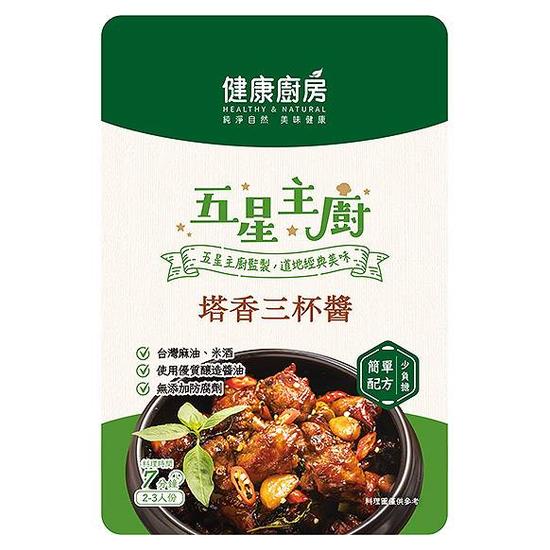 健康廚房
HEALTHY & NATURAL
純淨自然 美味健康
五星主廚
五星主廚監製，道地經典美味
塔香三杯醬
台灣麻油、米酒
使用優質釀造醬油
無添加防腐劑
簡單
配方
少負擔
料理時間
7分鐘
2-3人份
料理圖僅供參考